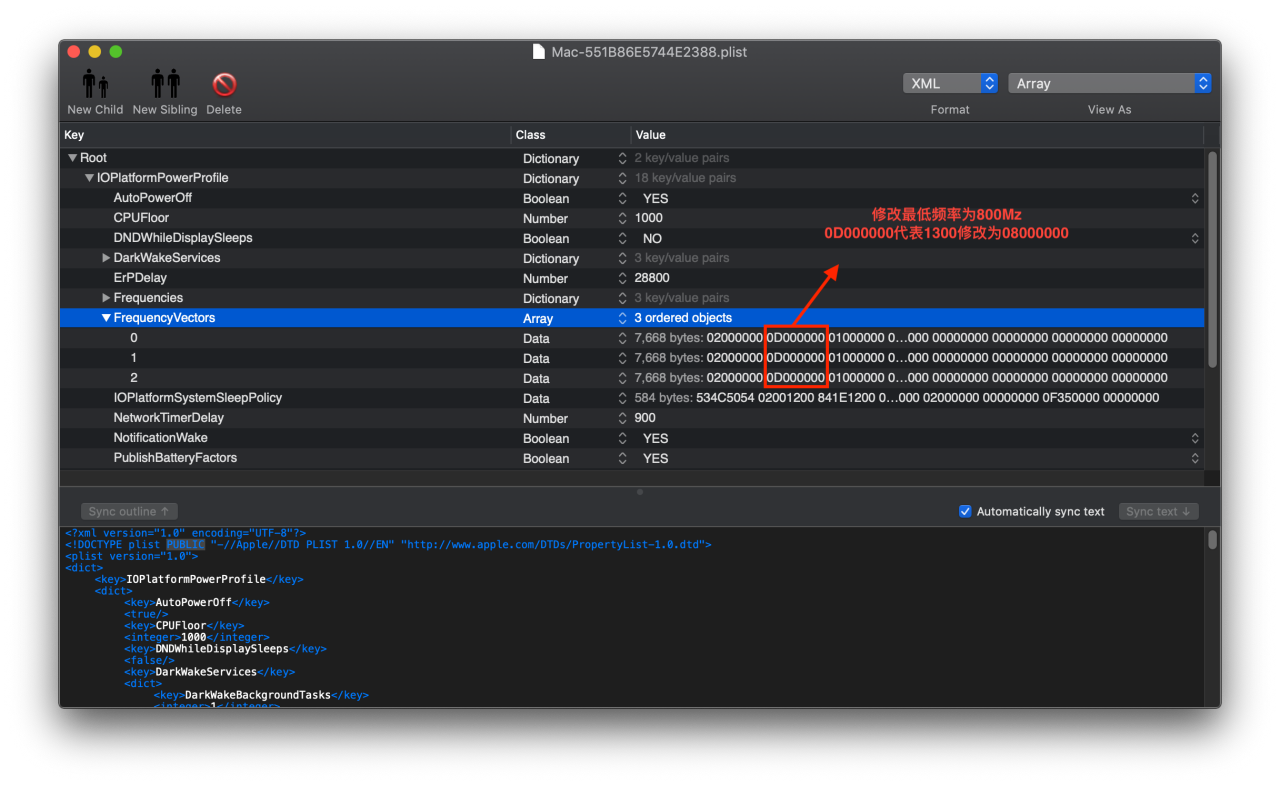 Mac-551B86E5744E2388.plist
New Child New Sibling Delete
XML Array
Format View As
Key Class Value
Root Dictionary 2 key/value pairs
IOPlatformPowerProfile Dictionary 18 key/value pairs
AutoPowerOff Boolean YES
修改最低频率为800Mz
CPUFloor Number 1000
0D000000代表1300修改为08000000
DNDWhileDisplaySleeps Boolean NO
DarkWakeServices Dictionary 3 key/value pairs
ErPDelay Number 28800
Frequencies Dictionary 3 key/value pairs
FrequencyVectors Array 3 ordered objects
0 Data 7,668 bytes: 02000000 0D000000 01000000 0…000 00000000 00000000 00000000 00000000
1 Data 7,668 bytes: 02000000 0D000000 01000000 0…000 00000000 00000000 00000000 00000000
2 Data 7,668 bytes: 02000000 0D000000 01000000 0…000 00000000 00000000 00000000 00000000
IOPlatformSystemSleepPolicy Data 584 bytes: 534C5054 02001200 841E1200 0…000 02000000 00000000 0F350000 00000000
NetworkTimerDelay Number 900
NotificationWake Boolean YES
PublishBatteryFactors Boolean YES
Sync outline ↑ Automatically sync text Sync text ↓
<?xml version="1.0" encoding="UTF-8"?>
<!DOCTYPE plist PUBLIC "-//Apple//DTD PLIST 1.0//EN" "http://www.apple.com/DTDs/PropertyList-1.0.dtd">
<plist version="1.0">
<dict>
<key>IOPlatformPowerProfile</key>
<dict>
<key>AutoPowerOff</key>
<true/>
<key>CPUFloor</key>
<integer>1000</integer>
<key>DNDWhileDisplaySleeps</key>
<false/>
<key>DarkWakeServices</key>
<dict>
<key>DarkWakeBackgroundTasks</key>
<integer>1</integer>